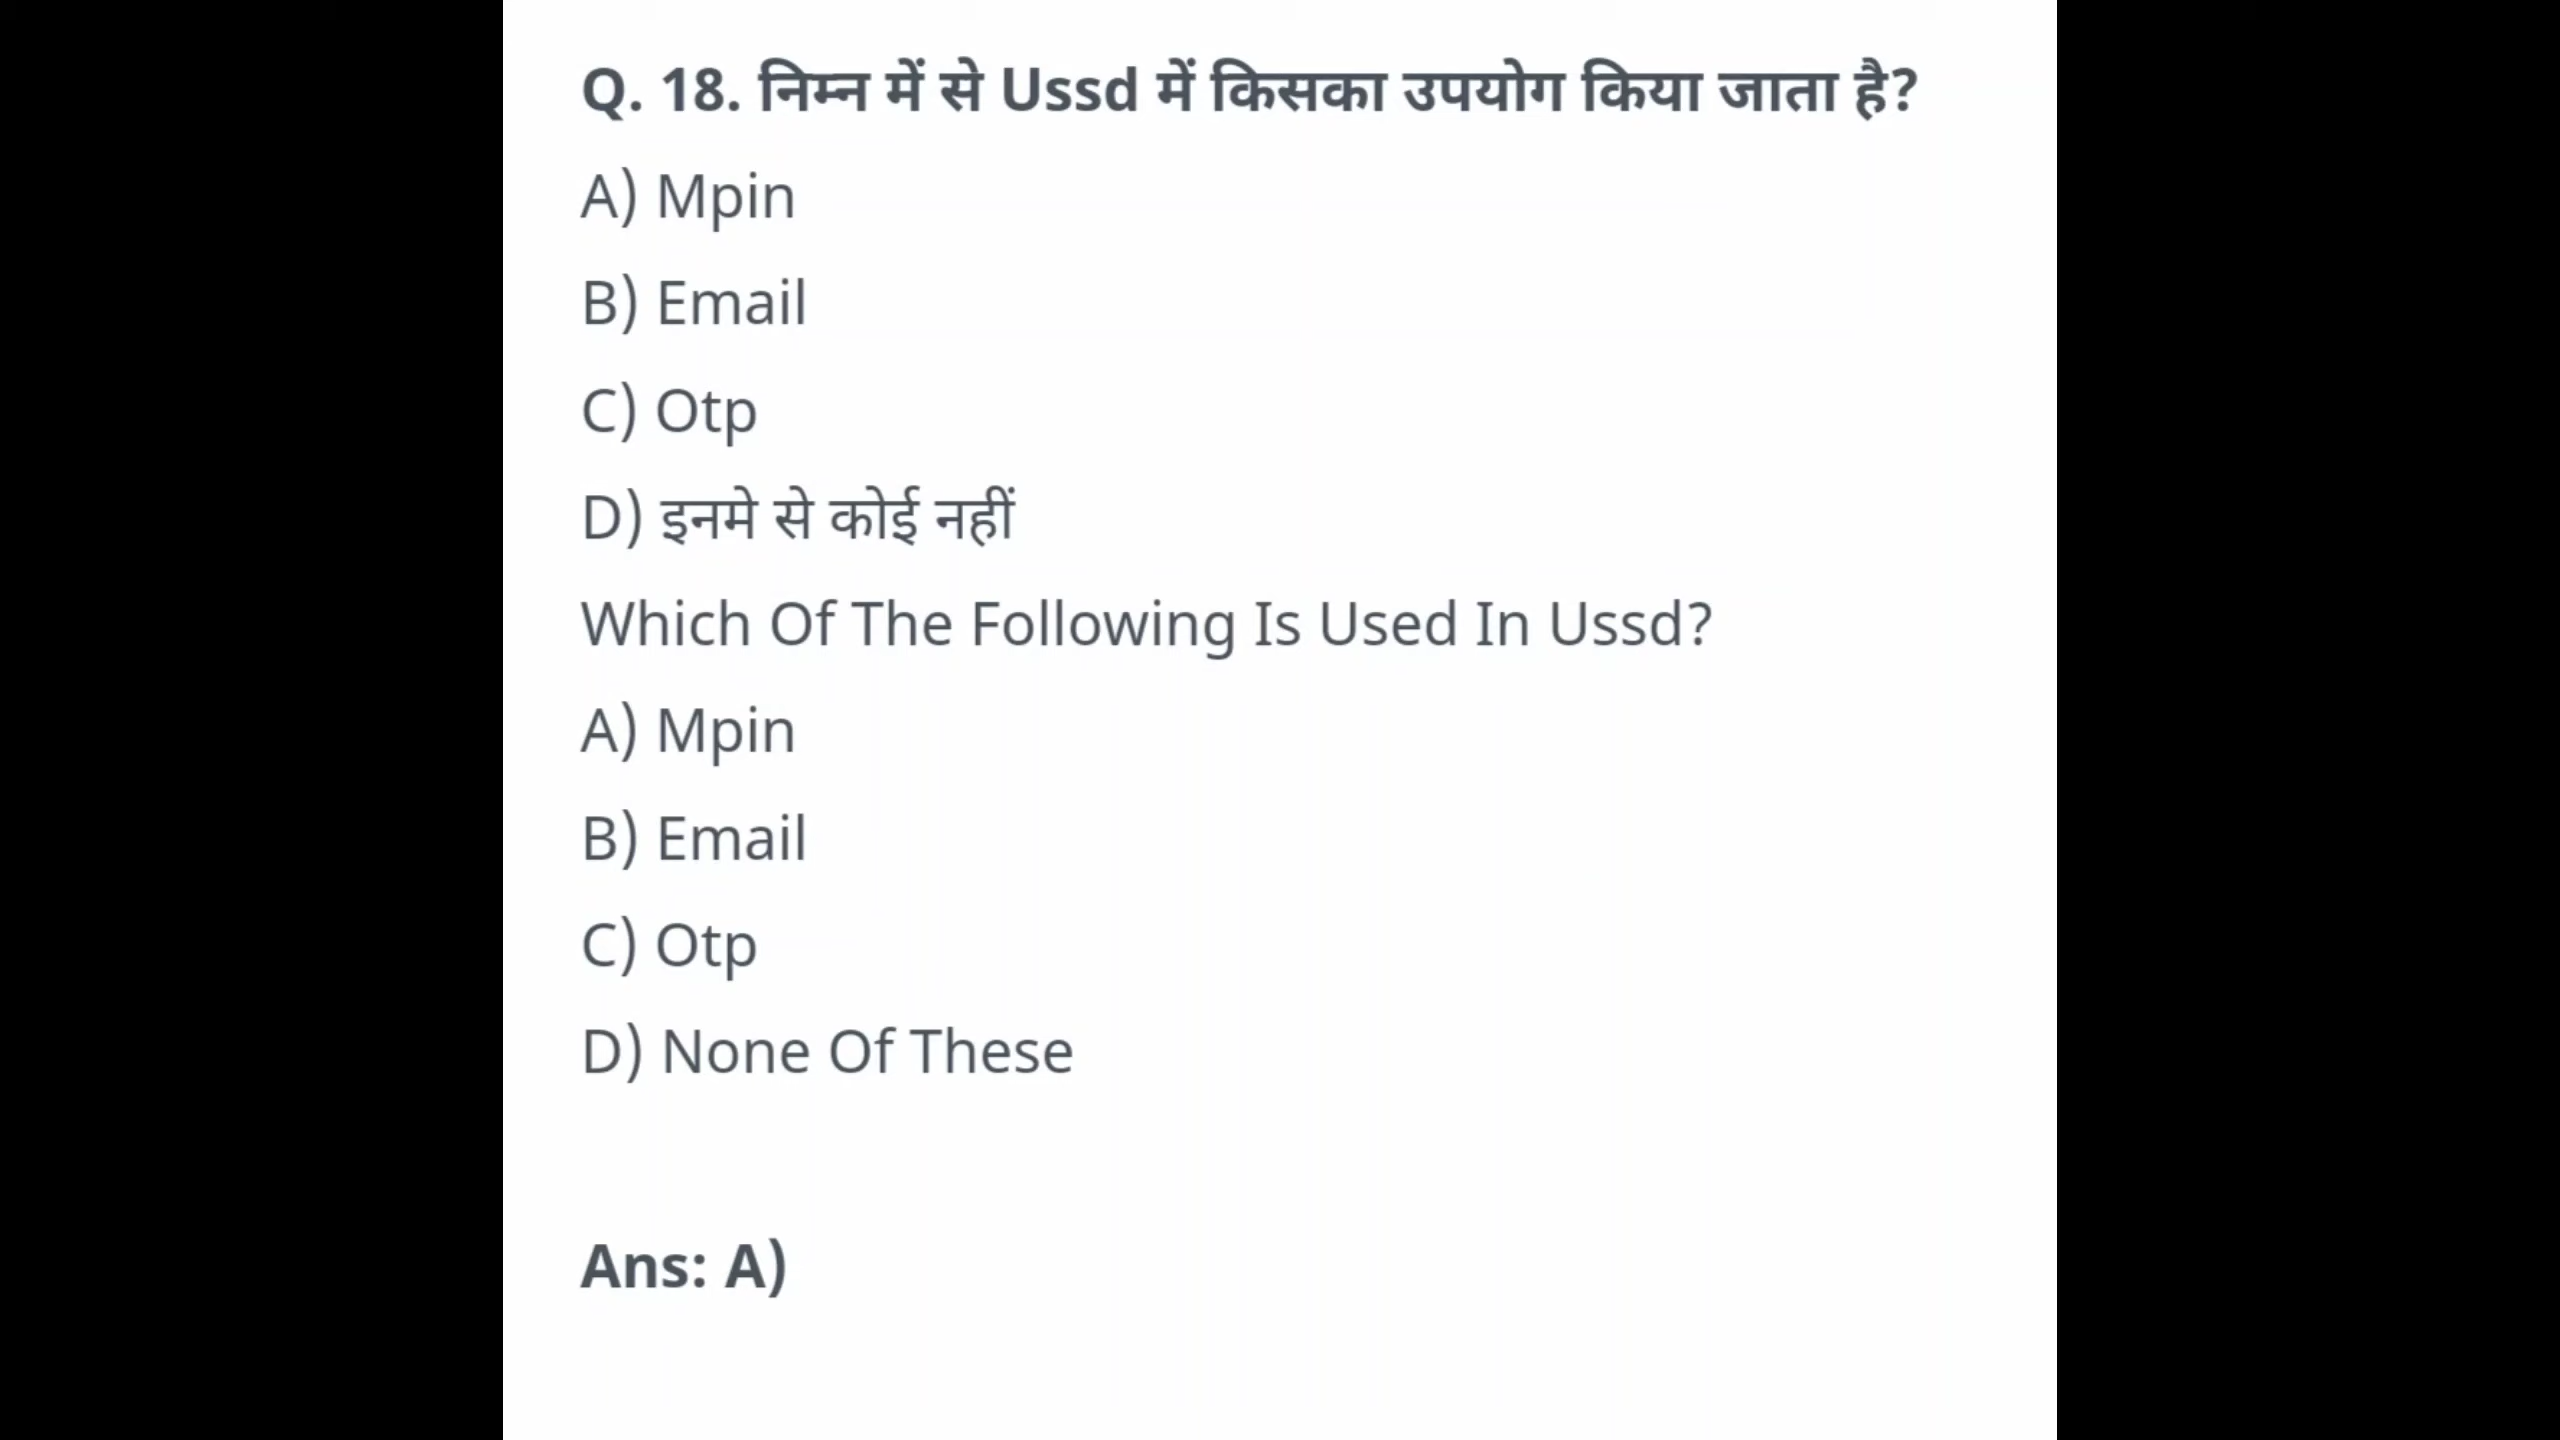 Q. 18. निम्न में से Ussd में किसका उपयोग किया जाता है?
A) Mpin
B) Email
C) Otp
D) इनमे से कोई नहीं
Which Of The Following Is Used In Ussd?
A) Mpin
B) Email
C) Otp
D) None Of These
Ans: A)